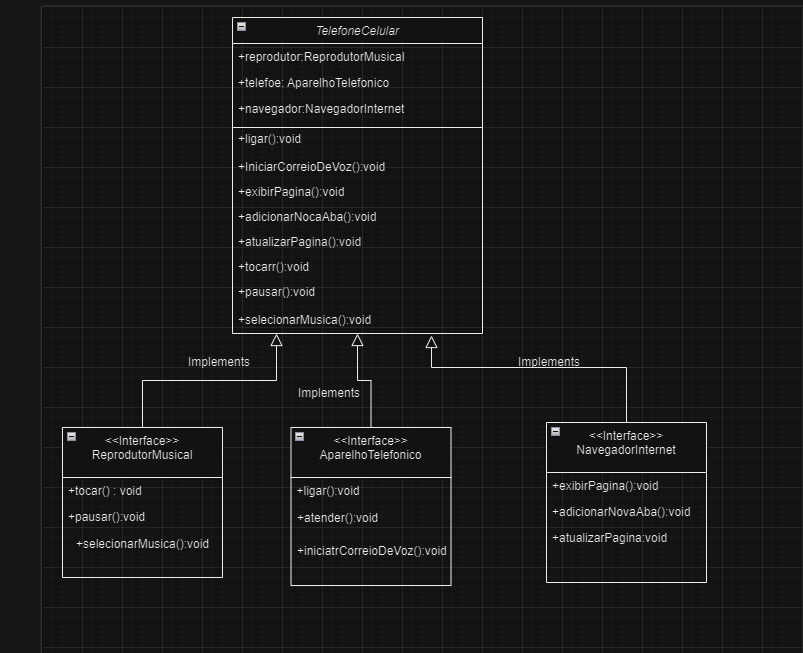 TelefoneCelular
+reprodutor:ReprodutorMusical
+telefoe: AparelhoTelefonico
+navegador:NavegadorInternet
+ligar():void
+IniciarCorreioDeVoz():void
+exibirPagina():void
+adicionarNocaAba():void
+atualizarPagina():void
+tocarr():void
+pausar():void
+selecionarMusica():void
Implements
Implements
Implements
<<Interface>>
ReprodutorMusical
+tocar() : void
+pausar():void
+selecionarMusica():void
<<Interface>>
AparelhoTelefonico
+ligar():void
+atender():void
+iniciatrCorreioDeVoz():void
<<Interface>>
NavegadorInternet
+exibirPagina():void
+adicionarNovaAba():void
+atualizarPagina:void